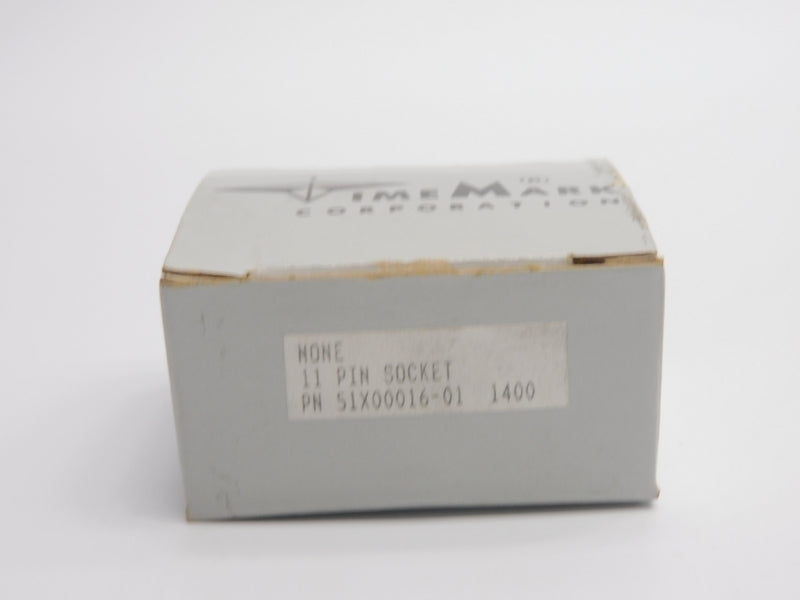 TIMEMARK
CORPORATION
NONE
11 PIN SOCKET
PN 51X00016-01 1400